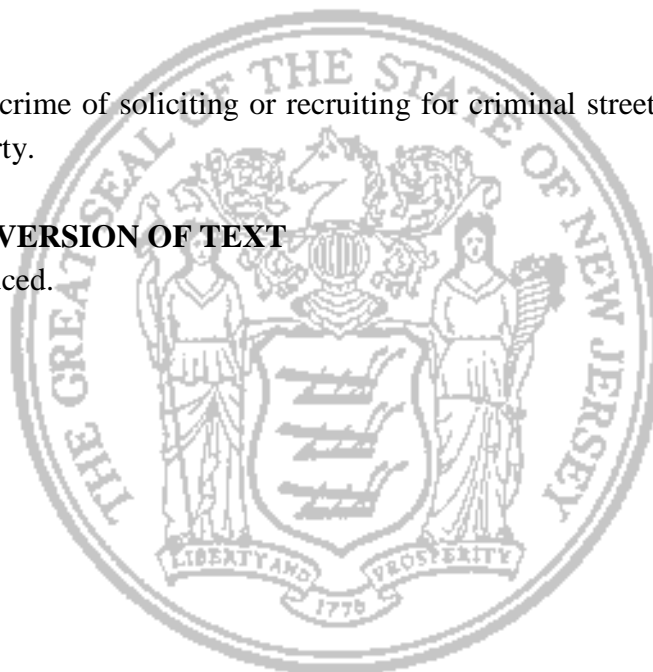 crime of soliciting or recruiting for criminal street
rty.
VERSION OF TEXT
uced.
THE GREAT SEAL OF THE STATE OF NEW JERSEY
LIBERTY AND PROSPERITY
1776